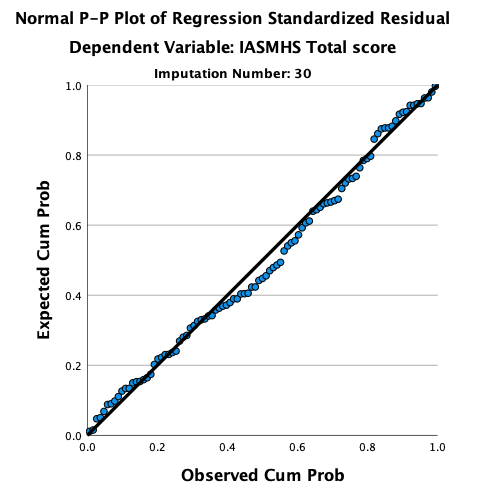 Normal P-P Plot of Regression Standardized Residual
Dependent Variable: IASMHS Total score
Imputation Number: 30
1.0
0.8
0.6
0.4
0.2
0.0
Expected Cum Prob
0.0 0.2 0.4 0.6 0.8 1.0
Observed Cum Prob